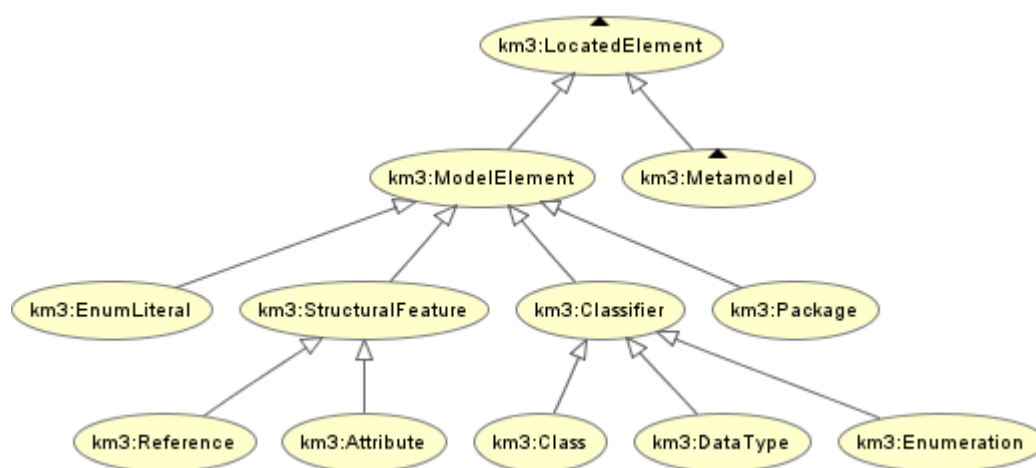 km3:LocatedElement
km3:ModelElement
km3:Metamodel
km3:EnumLiteral
km3:StructuralFeature
km3:Classifier
km3:Package
km3:Reference
km3:Attribute
km3:Class
km3:DataType
km3:Enumeration